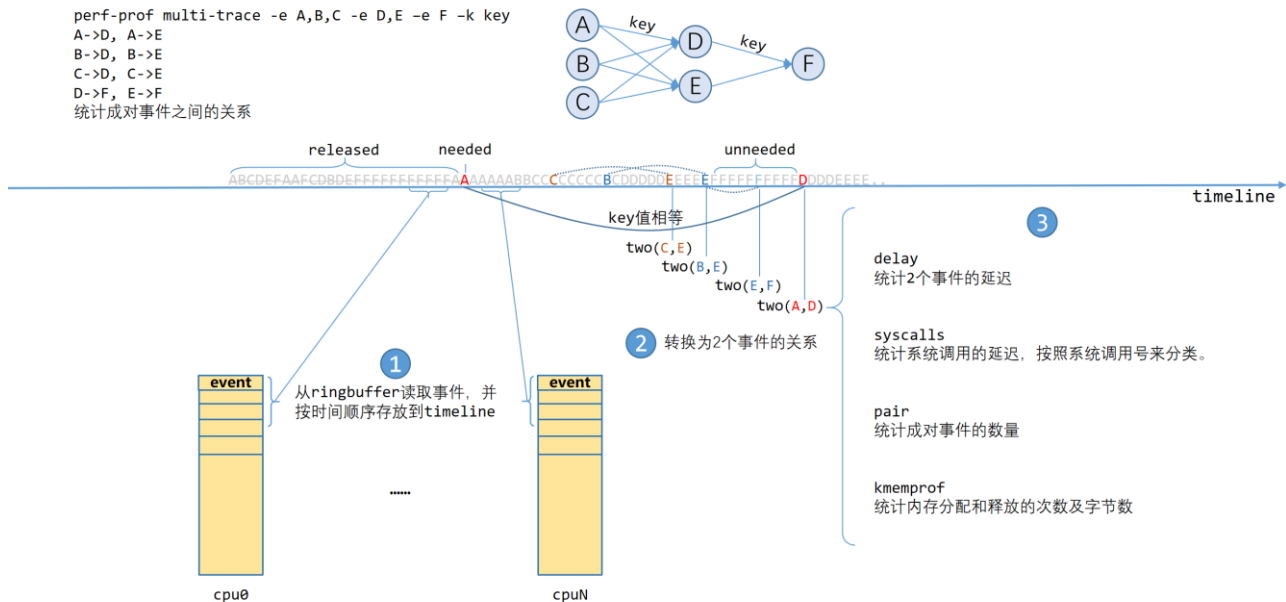 perf-prof multi-trace -e A,B,C -e D,E –e F –k key
A->D, A->E
B->D, B->E
C->D, C->E
D->F, E->F
统计成对事件之间的关系
A
B
C
key
D
E
key
F
released
needed
unneeded
ABCDEFAAFCDBDEFFFFFFFFFFFFAAAAAAABBCCCCCCCCBCDDDDDEEEEEEFFFFFFFFFFFDDDDDEEEE..
timeline
key值相等
two(C,E)
two(B,E)
two(E,F)
two(A,D)
3
delay
统计2个事件的延迟
syscalls
统计系统调用的延迟，按照系统调用号来分类。
pair
统计成对事件的数量
kmemprof
统计内存分配和释放的次数及字节数
2
转换为2个事件的关系
1
从ringbuffer读取事件，并
按时间顺序存放到timeline
event
event
……
cpu0
cpuN